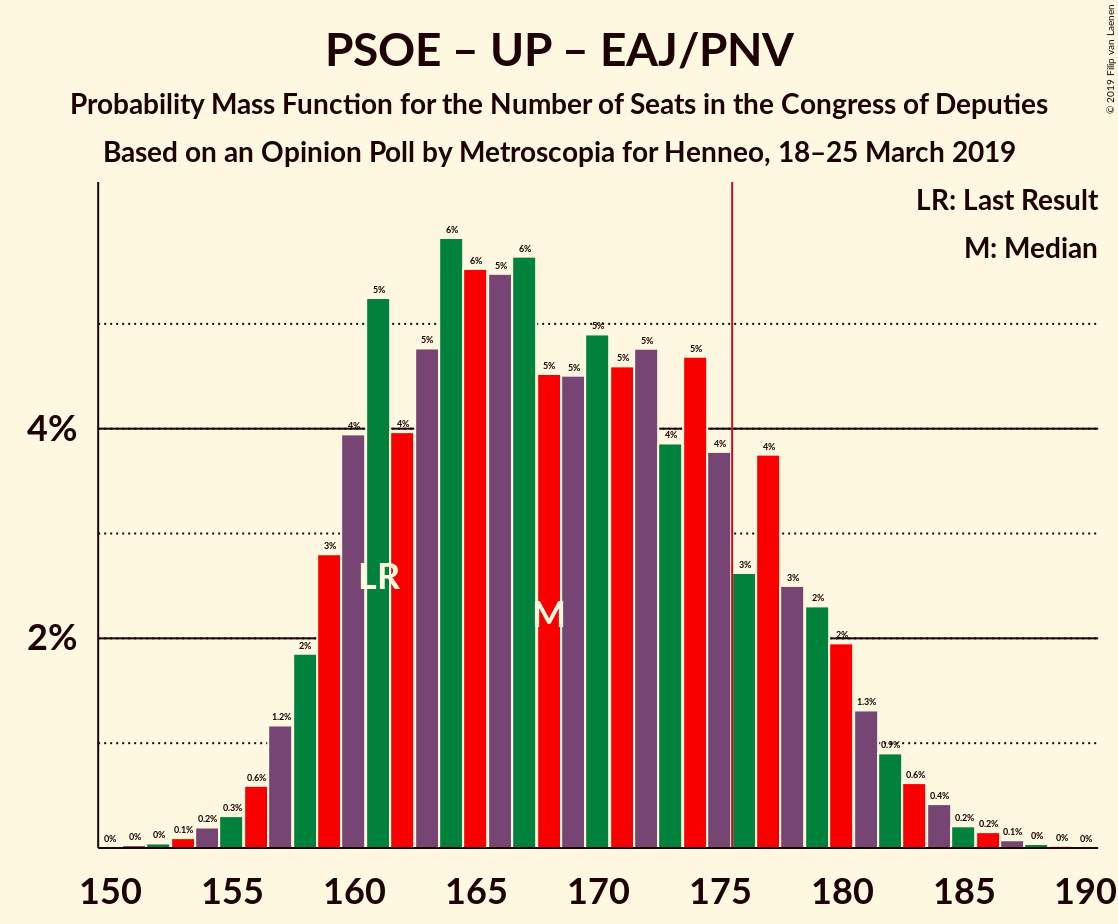 PSOE – UP – EAJ/PNV
Probability Mass Function for the Number of Seats in the Congress of Deputies
Based on an Opinion Poll by Metroscopia for Henneo, 18–25 March 2019
© 2019 Filip van Laenen
LR: Last Result
M: Median
4%
2%
0% 0% 0% 0.1% 0.2% 0.3% 0.6% 1.2% 2% 3% 4% 5% 4% 5% 6% 6% 5% 6% 5% 5% 5% 5% 5% 4% 5% 4% 3% 4% 3% 2% 2% 1.3% 0.9% 0.6% 0.4% 0.2% 0.2% 0.1% 0% 0% 0%
LR
M
150 155 160 165 170 175 180 185 190